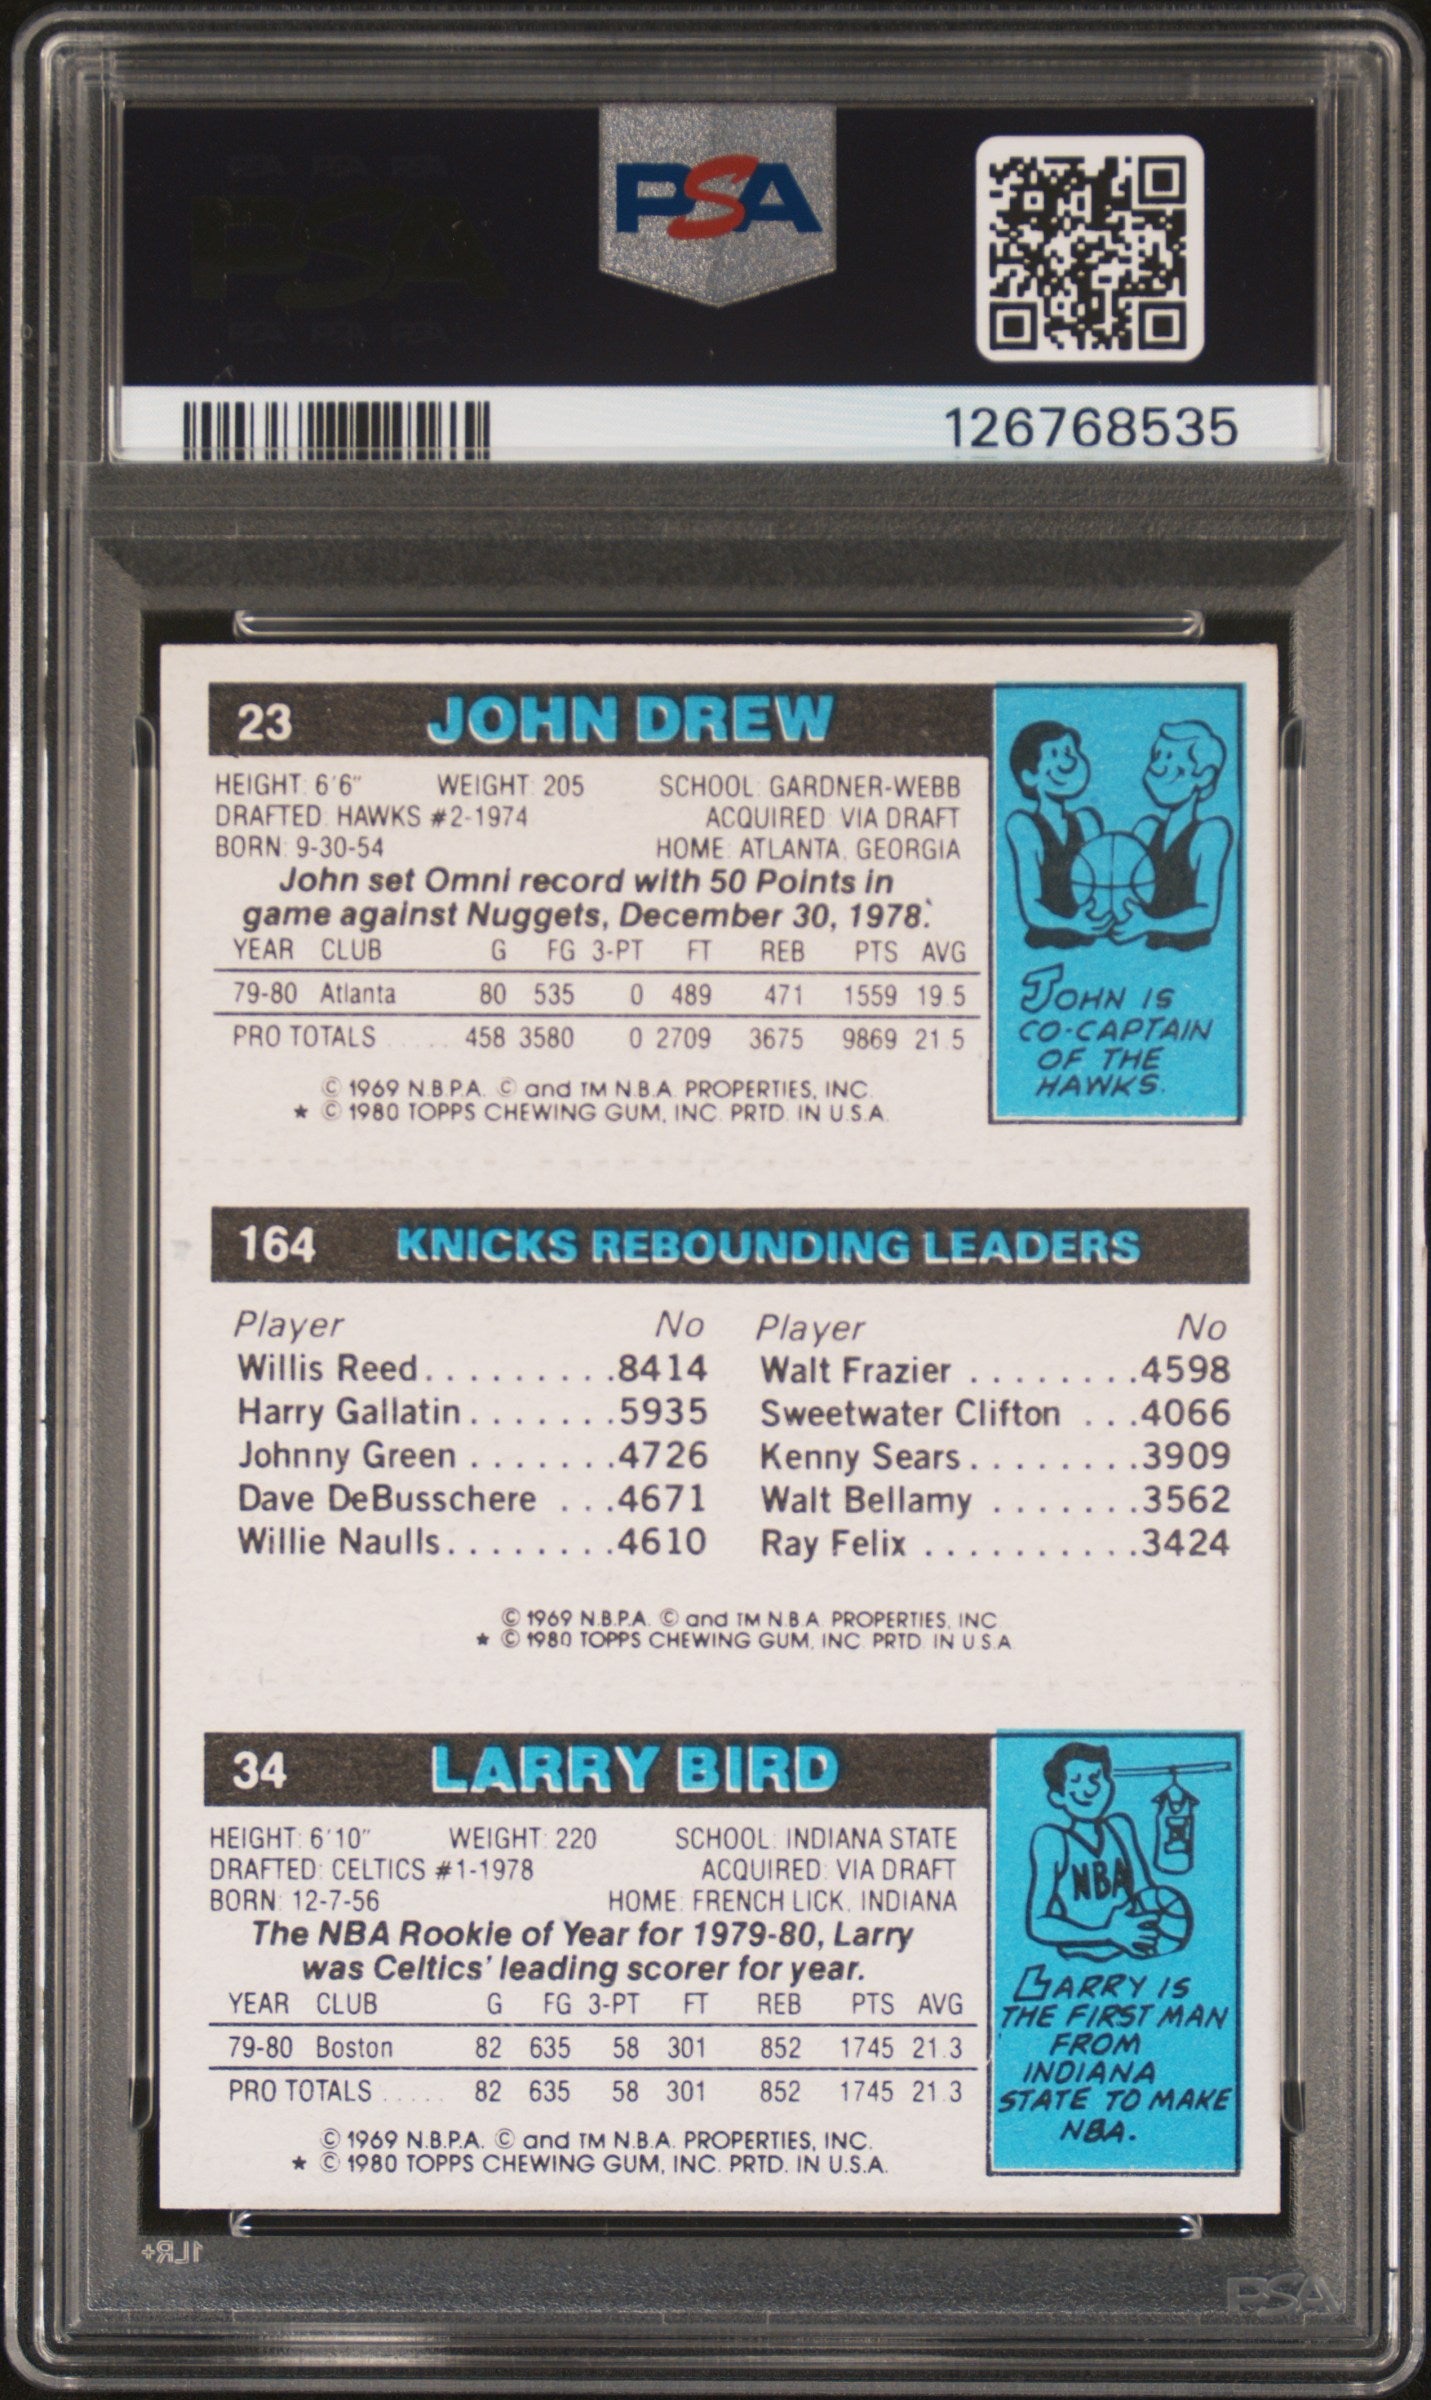 PSA
126768535
23 JOHN DREW
HEIGHT: 6'6" WEIGHT: 205 SCHOOL: GARDNER-WEBB
DRAFTED: HAWKS #2-1974 ACQUIRED: VIA DRAFT
BORN: 9-30-54 HOME: ATLANTA, GEORGIA
John set Omni record with 50 Points in
game against Nuggets, December 30, 1978.
YEAR CLUB G FG 3-PT FT REB PTS AVG
79-80 Atlanta 80 535 0 489 471 1559 19.5
PRO TOTALS ..... 458 3580 0 2709 3675 9869 21.5
© 1969 N.B.P.A. © and TM N.B.A. PROPERTIES, INC.
★ © 1980 TOPPS CHEWING GUM, INC. PRTD. IN U.S.A.
JOHN IS
CO-CAPTAIN
OF THE
HAWKS.
164 KNICKS REBOUNDING LEADERS
Player No Player No
Willis Reed.........8414 Walt Frazier ........4598
Harry Gallatin.......5935 Sweetwater Clifton ...4066
Johnny Green .......4726 Kenny Sears........3909
Dave DeBusschere ...4671 Walt Bellamy .......3562
Willie Naulls........4610 Ray Felix ..........3424
© 1969 N.B.P.A. © and TM N.B.A. PROPERTIES, INC.
★ © 1980 TOPPS CHEWING GUM, INC. PRTD. IN U.S.A.
34 LARRY BIRD
HEIGHT: 6'10" WEIGHT: 220 SCHOOL: INDIANA STATE
DRAFTED: CELTICS #1-1978 ACQUIRED: VIA DRAFT
BORN: 12-7-56 HOME: FRENCH LICK, INDIANA
The NBA Rookie of Year for 1979-80, Larry
was Celtics' leading scorer for year.
YEAR CLUB G FG 3-PT FT REB PTS AVG
79-80 Boston 82 635 58 301 852 1745 21.3
PRO TOTALS ..... 82 635 58 301 852 1745 21.3
© 1969 N.B.P.A. © and TM N.B.A. PROPERTIES, INC.
★ © 1980 TOPPS CHEWING GUM, INC. PRTD. IN U.S.A.
NBA
LARRY IS
THE FIRST MAN
FROM
INDIANA
STATE TO MAKE
NBA.
1LR+
PSA